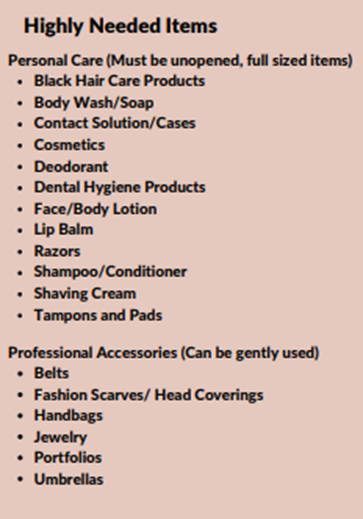 Highly Needed Items
Personal Care (Must be unopened, full sized items)
• Black Hair Care Products
• Body Wash/Soap
• Contact Solution/Cases
• Cosmetics
• Deodorant
• Dental Hygiene Products
• Face/Body Lotion
• Lip Balm
• Razors
• Shampoo/Conditioner
• Shaving Cream
• Tampons and Pads
Professional Accessories (Can be gently used)
• Belts
• Fashion Scarves/ Head Coverings
• Handbags
• Jewelry
• Portfolios
• Umbrellas